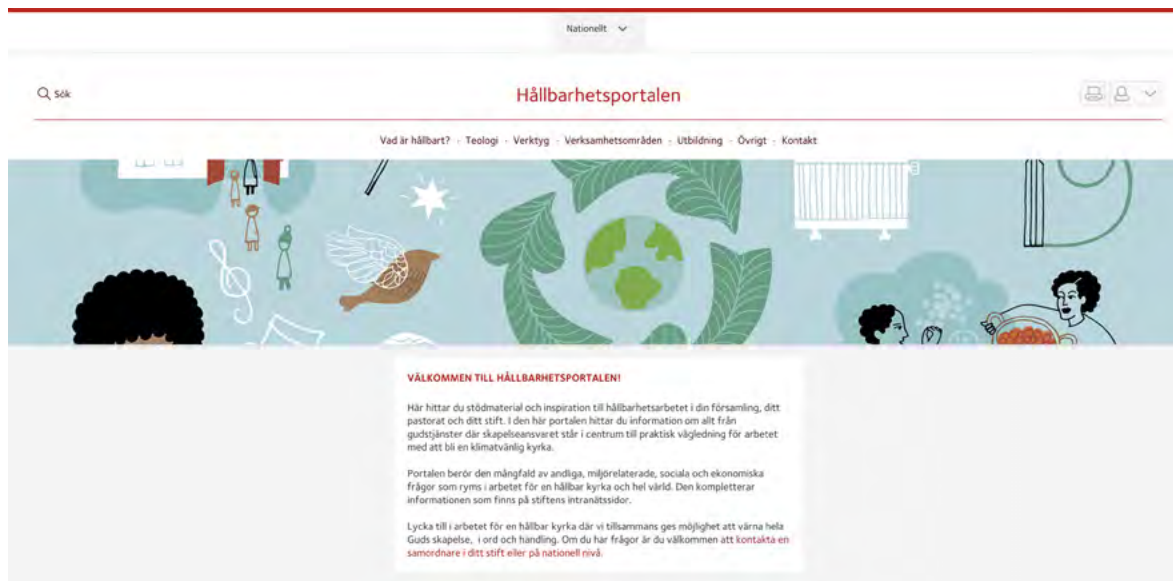 Nationellt
Sök
Hållbarhetsportalen
Vad är hållbart? · Teologi · Verktyg · Verksamhetsområden · Utbildning · Övrigt · Kontakt
VÄLKOMMEN TILL HÅLLBARHETSPORTALEN!
Här hittar du stödmaterial och inspiration till hållbarhetsarbetet i din församling, ditt
pastorat och ditt stift. I den här portalen hittar du information om allt från
gudstjänster där skapelseansvaret står i centrum till praktisk vägledning för arbetet
med att bli en klimatvänlig kyrka.
Portalen berör den mångfald av andliga, miljörelaterade, sociala och ekonomiska
frågor som ryms i arbetet för en hållbar kyrka och hel värld. Den kompletterar
informationen som finns på stiftens intranätssidor.
Lycka till i arbetet för en hållbar kyrka där vi tillsammans ges möjlighet att värna hela
Guds skapelse, i ord och handling. Om du har frågor är du välkommen att kontakta en
samordnare i ditt stift eller på nationell nivå.